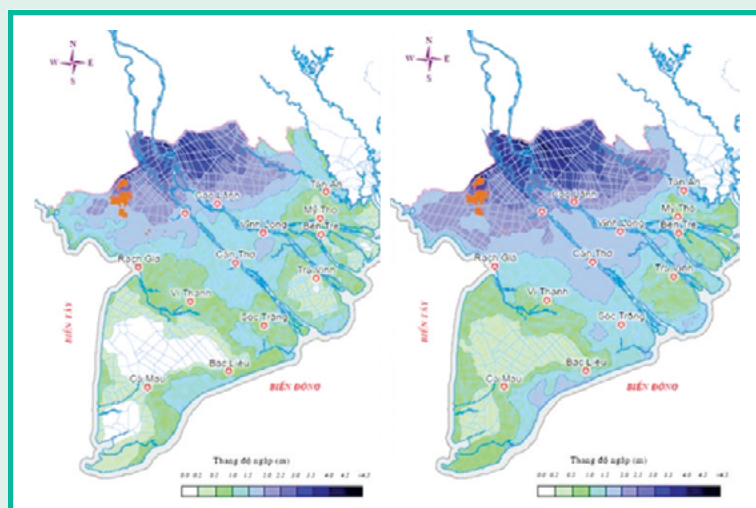 N
W E
S
Cao Lãnh
Tân An
Mỹ Tho
Bến Tre
Vĩnh Long
Cần Thơ
Rạch Giá
Trà Vinh
Vị Thanh
Sóc Trăng
Bạc Liêu
Cà Mau
BIỂN TÂY
BIỂN ĐÔNG
Thang độ ngập (m)
N
W E
S
Cao Lãnh
Tân An
Mỹ Tho
Bến Tre
Vĩnh Long
Cần Thơ
Rạch Giá
Trà Vinh
Vị Thanh
Sóc Trăng
Bạc Liêu
Cà Mau
BIỂN TÂY
BIỂN ĐÔNG
Thang độ ngập (m)